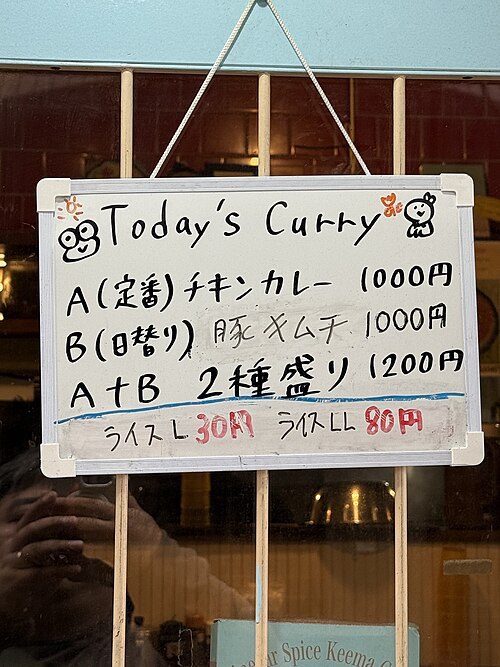 Today's Curry
A(定番)チキンカレー 1000円
B(日替り) 豚キムチ 1000円
A+B 2種盛り 1200円
ライスL 30円 ライスLL 80円
Spice Keema